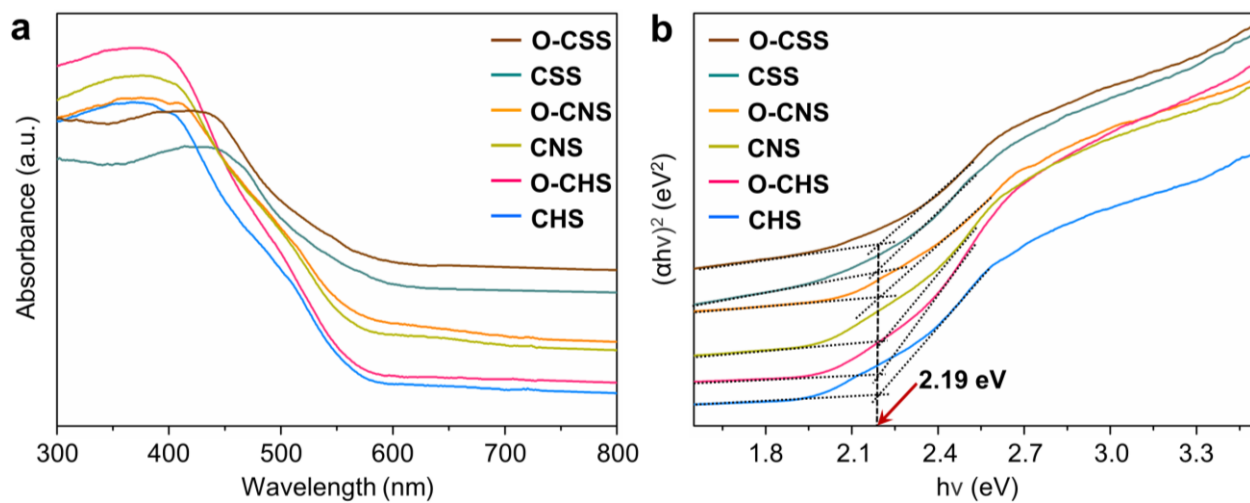 a
O-CSS
CSS
O-CNS
CNS
O-CHS
CHS
Absorbance (a.u.)
300 400 500 600 700 800
Wavelength (nm)
b
O-CSS
CSS
O-CNS
CNS
O-CHS
CHS
(αhν)² (eV²)
2.19 eV
1.8 2.1 2.4 2.7 3.0 3.3
hν (eV)